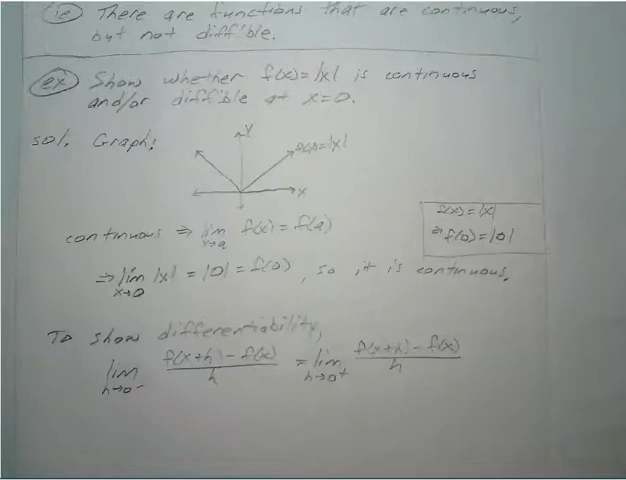 ie There are functions that are continuous,
but not diff'ble.
ex Show whether f(x)=|x| is continuous
and/or diff'ble at x=0.
sol. Graph:
y
f(x)=|x|
x
continuous ⇒ lim x→a f(x) = f(a)
f(x)=|x|
⇒ f(0)=|0|
⇒ lim x→0 |x| = |0| = f(0), so it is continuous.
To show differentiability,
lim h→0⁻ f(x+h)-f(x)/h = lim h→0⁺ f(x+h)-f(x)/h